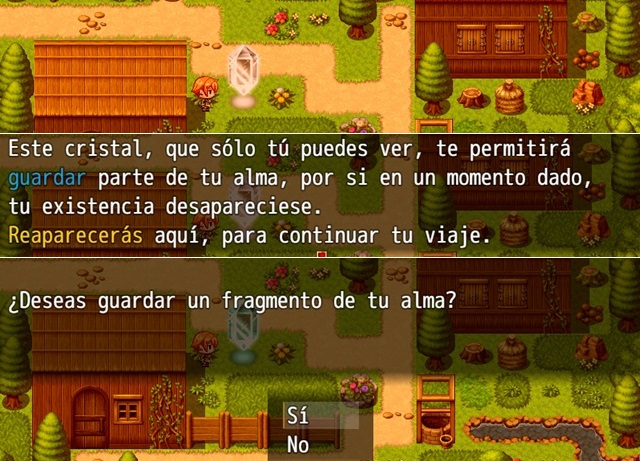 Este cristal, que sólo tú puedes ver, te permitirá
guardar parte de tu alma, por si en un momento dado,
tu existencia desapareciese.
Reaparecerás aquí, para continuar tu viaje.
¿Deseas guardar un fragmento de tu alma?
Sí
No